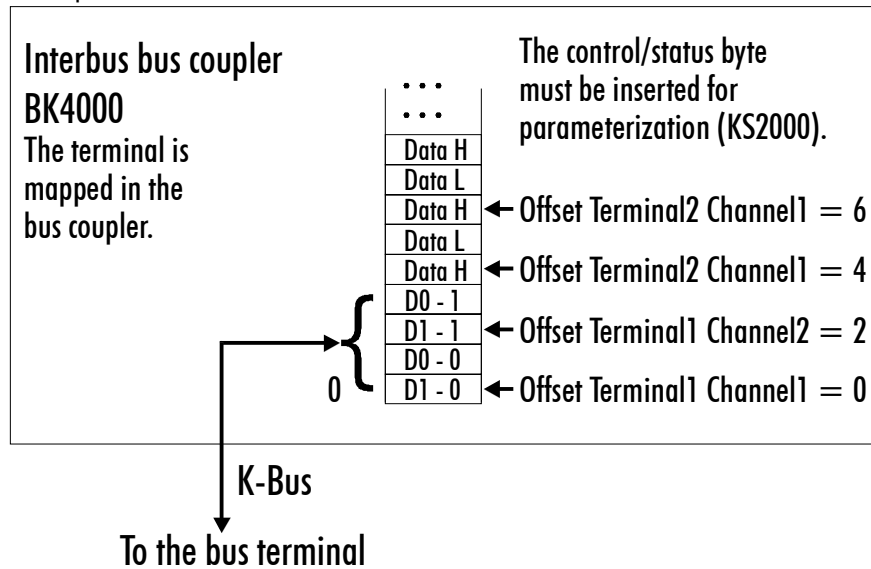 Interbus bus coupler
BK4000
The terminal is
mapped in the
bus coupler.
The control/status byte
must be inserted for
parameterization (KS2000).
• • •
• • •
Data H
Data L
Data H ← Offset Terminal2 Channel1 = 6
Data L
Data H ← Offset Terminal2 Channel1 = 4
D0 - 1
D1 - 1 ← Offset Terminal1 Channel2 = 2
D0 - 0
0 D1 - 0 ← Offset Terminal1 Channel1 = 0
K-Bus
To the bus terminal